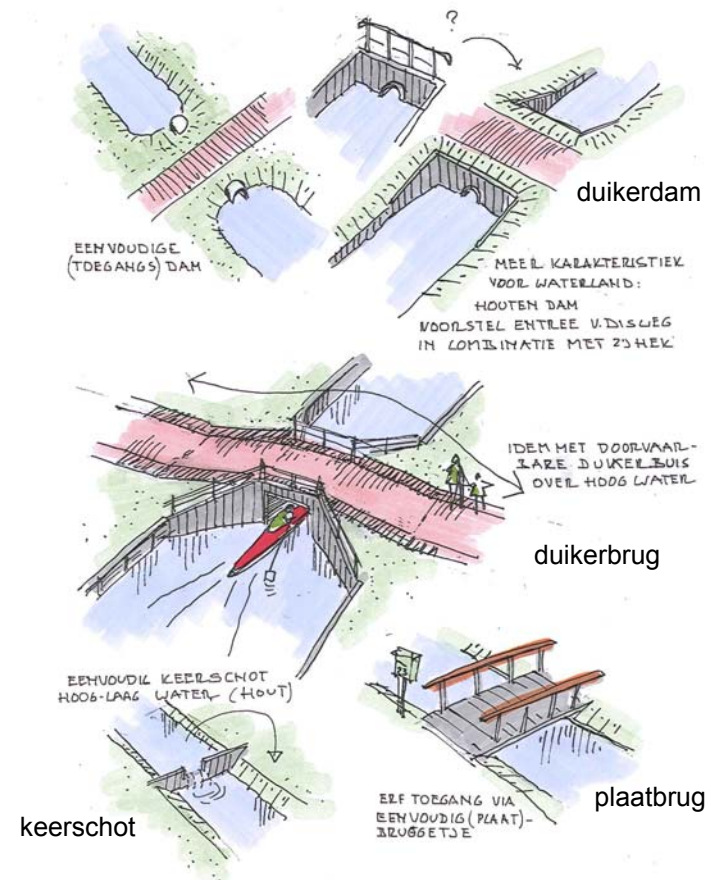 ?
duikerdam
EENVOUDIGE
(TOEGANGS) DAM
MEER KARAKTERISTIEK
VOOR WATERLAND:
HOUTEN DAM
VOORSTEL ENTREE V.DISWEG
IN COMBINATIE MET ZIJHEK
IDEM MET DOORVAAR-
BARE DUIKERBUIS
OVER HOOG WATER
duikerbrug
EENVOUDIG KEERSCHOT
HOOG-LAAG WATER (HOUT)
23
plaatbrug
ERF TOEGANG VIA
EENVOUDIG (PLAAT)-
BRUGGETJE
keerschot